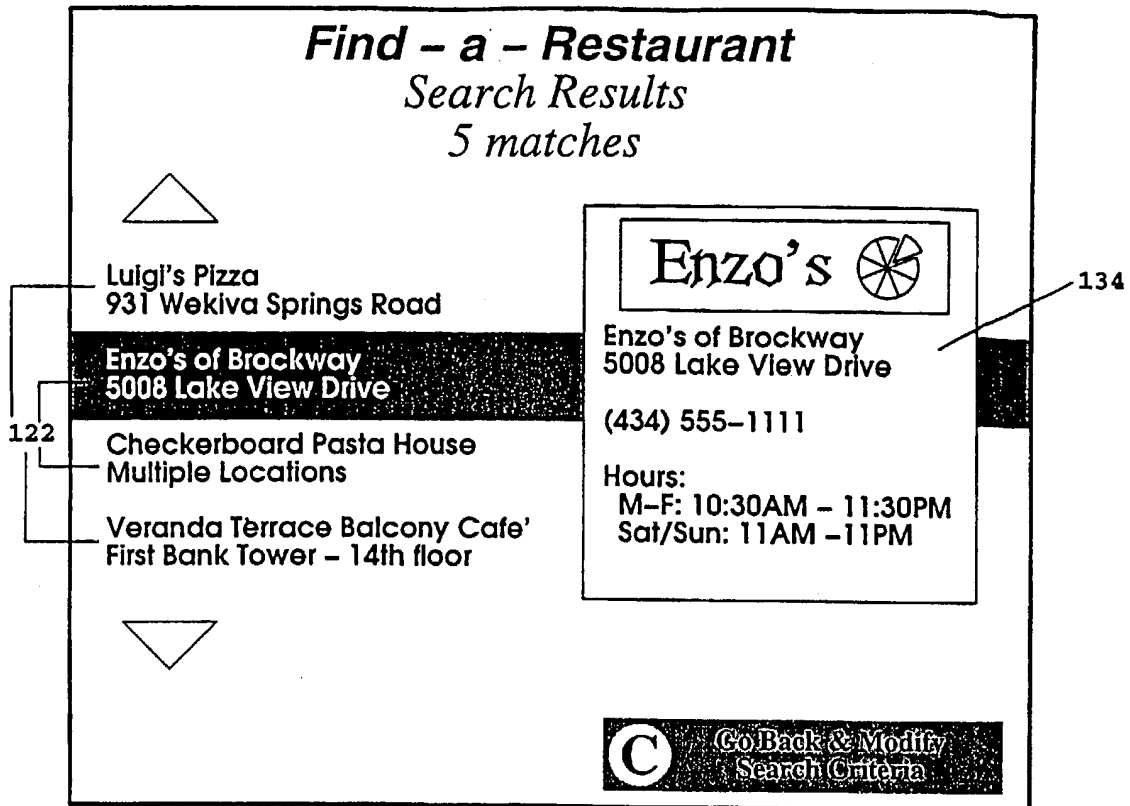 Find – a – Restaurant
Search Results
5 matches
Luigi's Pizza
931 Wekiva Springs Road
Enzo's of Brockway
5008 Lake View Drive
122
Checkerboard Pasta House
Multiple Locations
Veranda Terrace Balcony Cafe'
First Bank Tower – 14th floor
Enzo's
134
Enzo's of Brockway
5008 Lake View Drive
(434) 555–1111
Hours:
M–F: 10:30AM – 11:30PM
Sat/Sun: 11AM –11PM
C
Go Back & Modify
Search Criteria